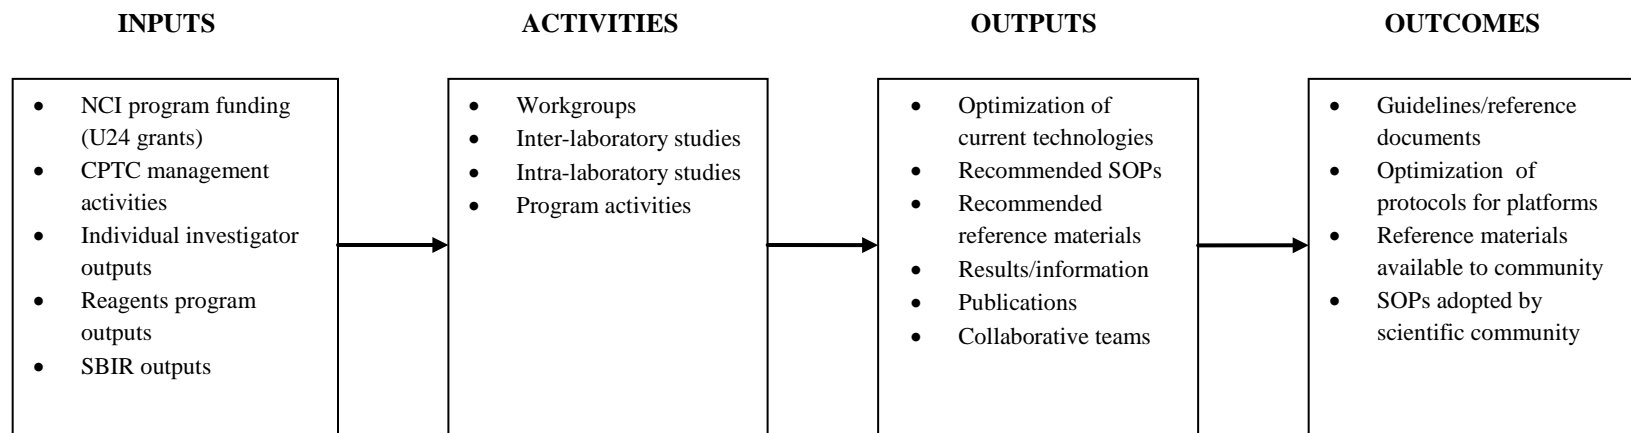 INPUTS
ACTIVITIES
OUTPUTS
OUTCOMES
• NCI program funding
(U24 grants)
• CPTC management
activities
• Individual investigator
outputs
• Reagents program
outputs
• SBIR outputs
• Workgroups
• Inter-laboratory studies
• Intra-laboratory studies
• Program activities
• Optimization of
current technologies
• Recommended SOPs
• Recommended
reference materials
• Results/information
• Publications
• Collaborative teams
• Guidelines/reference
documents
• Optimization of
protocols for platforms
• Reference materials
available to community
• SOPs adopted by
scientific community